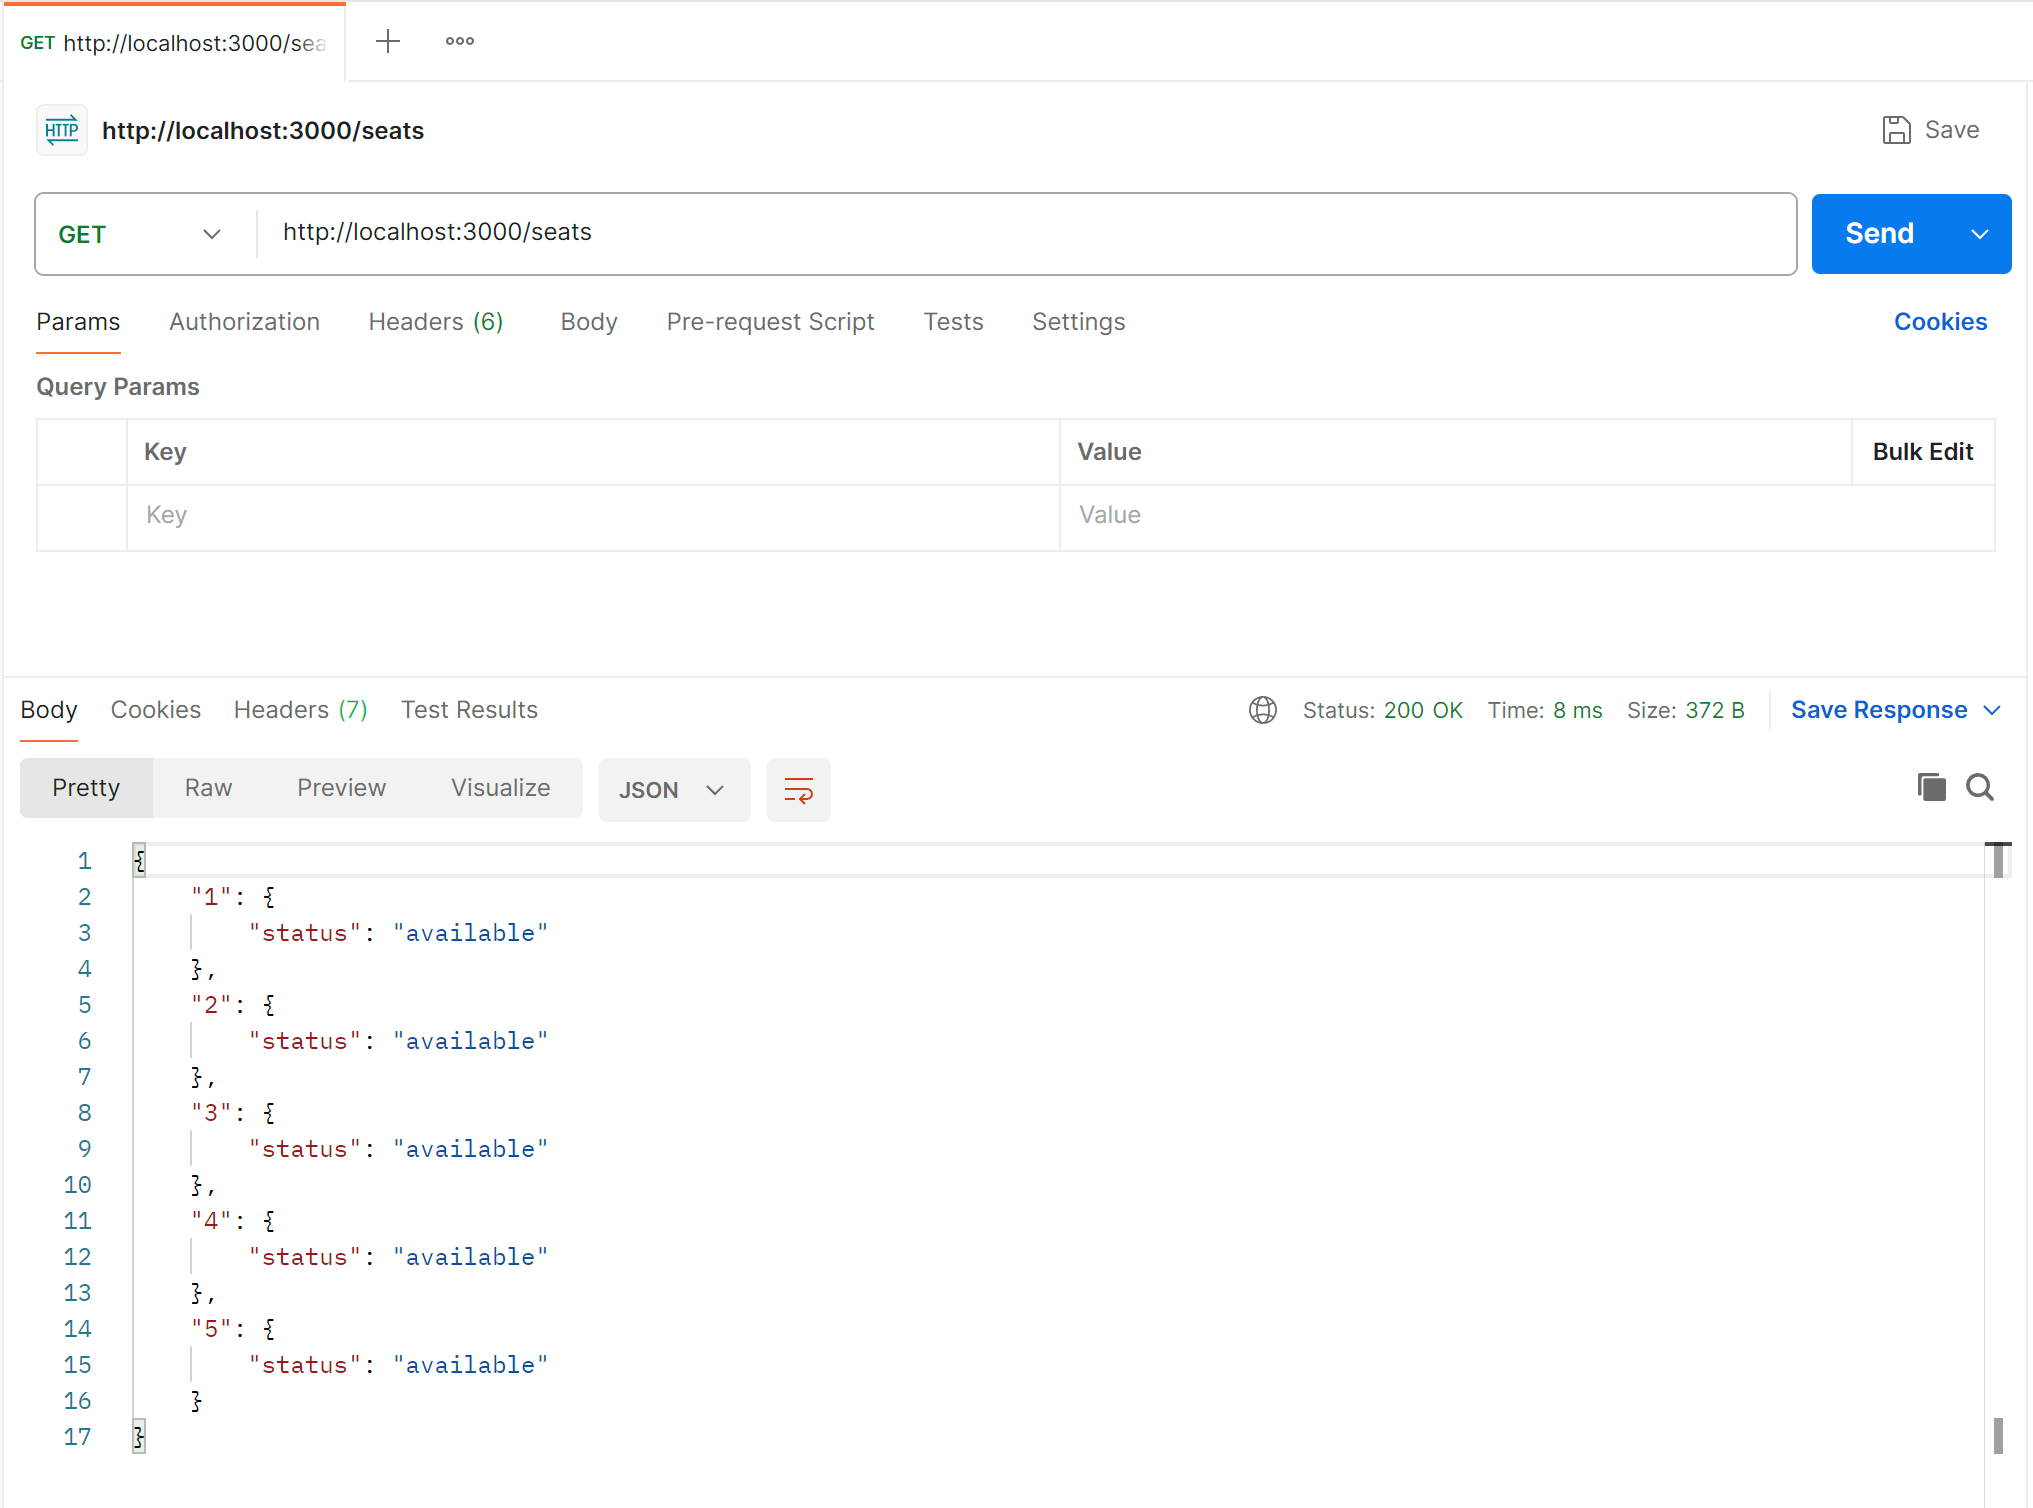 GET http://localhost:3000/sea
HTTP http://localhost:3000/seats Save
GET http://localhost:3000/seats Send
Params Authorization Headers (6) Body Pre-request Script Tests Settings Cookies
Query Params
Key Value Bulk Edit
Key Value
Body Cookies Headers (7) Test Results Status: 200 OK Time: 8 ms Size: 372 B Save Response
Pretty Raw Preview Visualize JSON
1 {
2 "1": {
3 "status": "available"
4 },
5 "2": {
6 "status": "available"
7 },
8 "3": {
9 "status": "available"
10 },
11 "4": {
12 "status": "available"
13 },
14 "5": {
15 "status": "available"
16 }
17 }